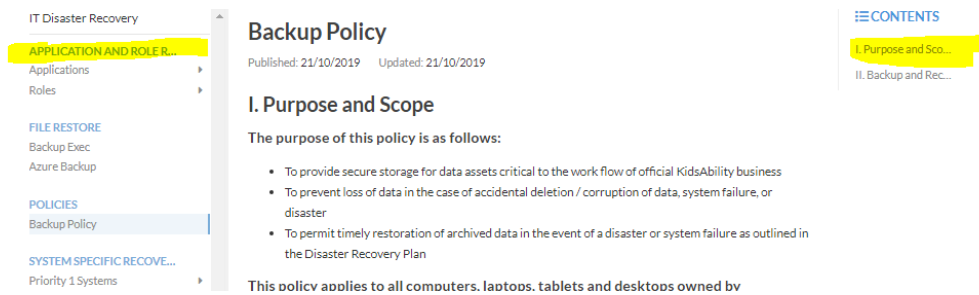 IT Disaster Recovery
APPLICATION AND ROLE R...
Applications
Roles
FILE RESTORE
Backup Exec
Azure Backup
POLICIES
Backup Policy
SYSTEM SPECIFIC RECOVE...
Priority 1 Systems
Backup Policy
Published: 21/10/2019 Updated: 21/10/2019
I. Purpose and Scope
The purpose of this policy is as follows:
• To provide secure storage for data assets critical to the work flow of official KidsAbility business
• To prevent loss of data in the case of accidental deletion / corruption of data, system failure, or
disaster
• To permit timely restoration of archived data in the event of a disaster or system failure as outlined in
the Disaster Recovery Plan
This policy applies to all computers, laptops, tablets and desktops owned by
CONTENTS
I. Purpose and Sco...
II. Backup and Rec...